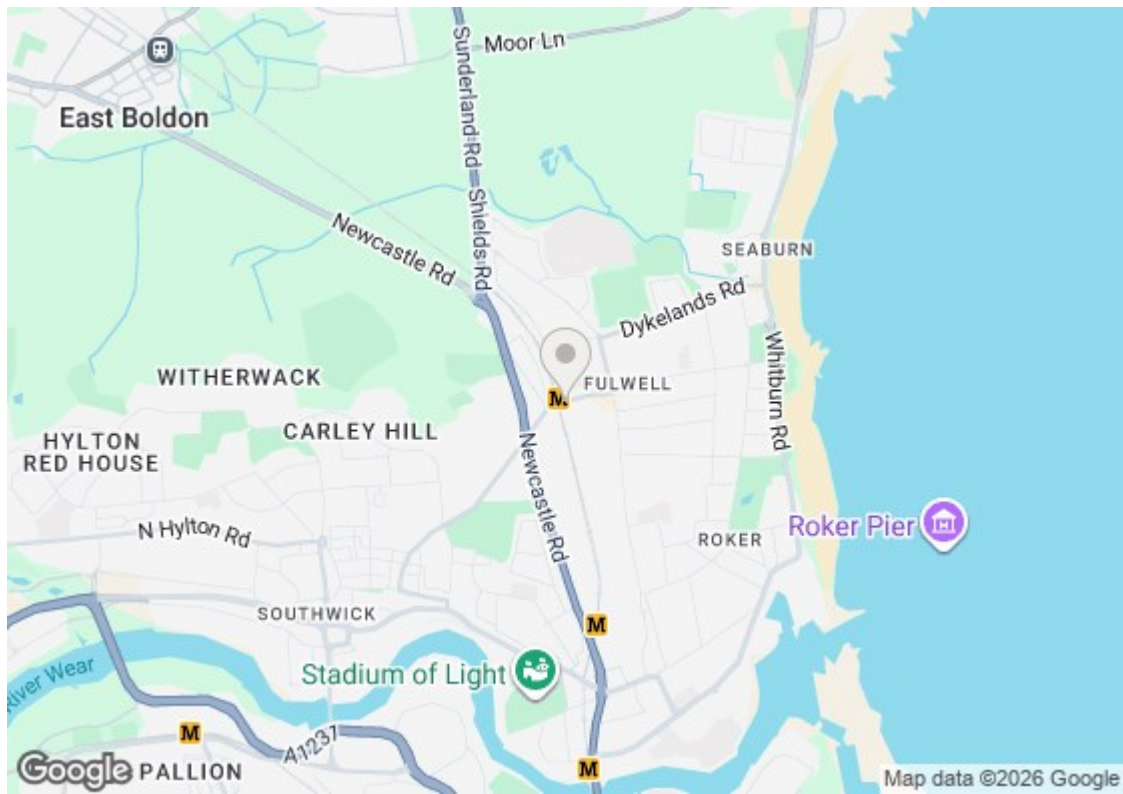 Moor Ln
Sunderland Rd
East Boldon
Shields Rd
Newcastle Rd
SEABURN
Dykelands Rd
Whitburn Rd
WITHERWACK
M
FULWELL
CARLEY HILL
HYLTON
RED HOUSE
Newcastle Rd
N Hylton Rd
ROKER
Roker Pier
SOUTHWICK
M
Stadium of Light
River Wear
M
A1231
M
Google
PALLION
Map data ©2026 Google